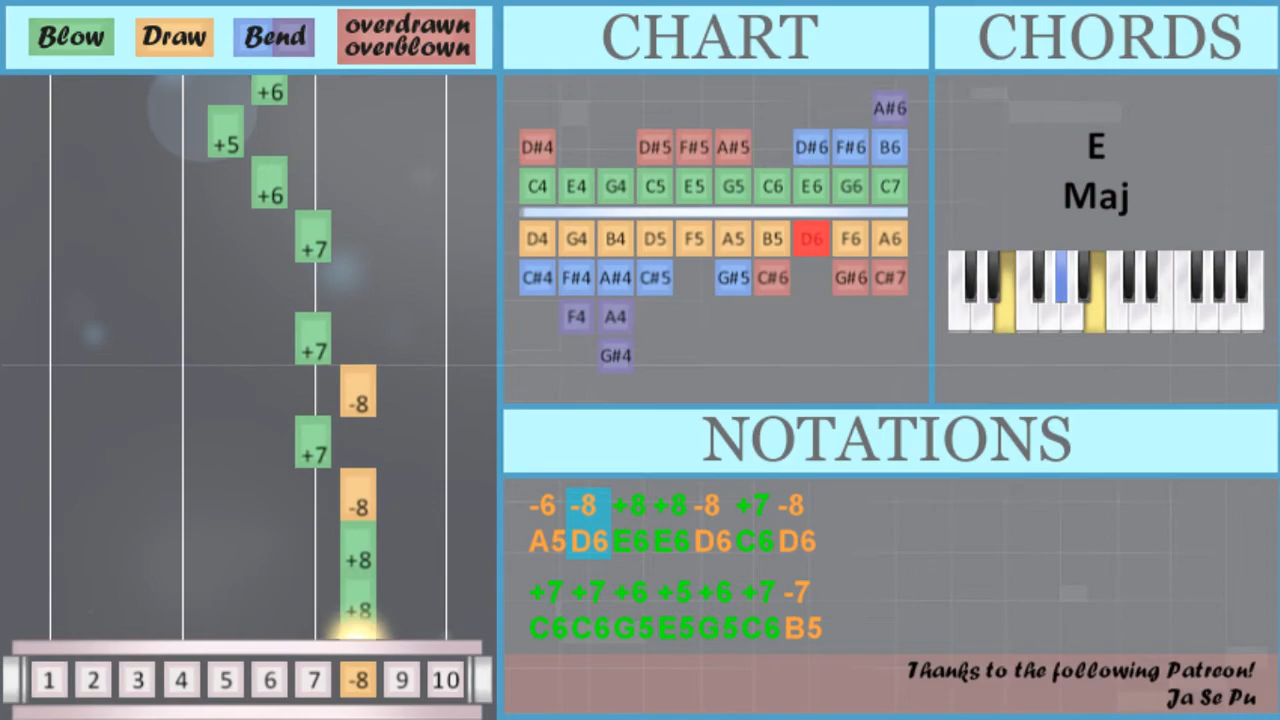 Blow Draw Bend overdrawn
overblown
CHART
CHORDS
+6
+5
+6
+7
+7
-8
+7
-8
+8
+8
1 2 3 4 5 6 7 -8 9 10
A#6
D#4 D#5 F#5 A#5 D#6 F#6 B6
C4 E4 G4 C5 E5 G5 C6 E6 G6 C7
D4 G4 B4 D5 F5 A5 B5 D6 F6 A6
C#4 F#4 A#4 C#5 G#5 C#6 G#6 C#7
F4 A4
G#4
E
Maj
NOTATIONS
-6 -8 +8 +8 -8 +7 -8
A5 D6 E6 E6 D6 C6 D6
+7 +7 +6 +5 +6 +7 -7
C6 C6 G5 E5 G5 C6 B5
Thanks to the following Patreon!
Ja Se Pu